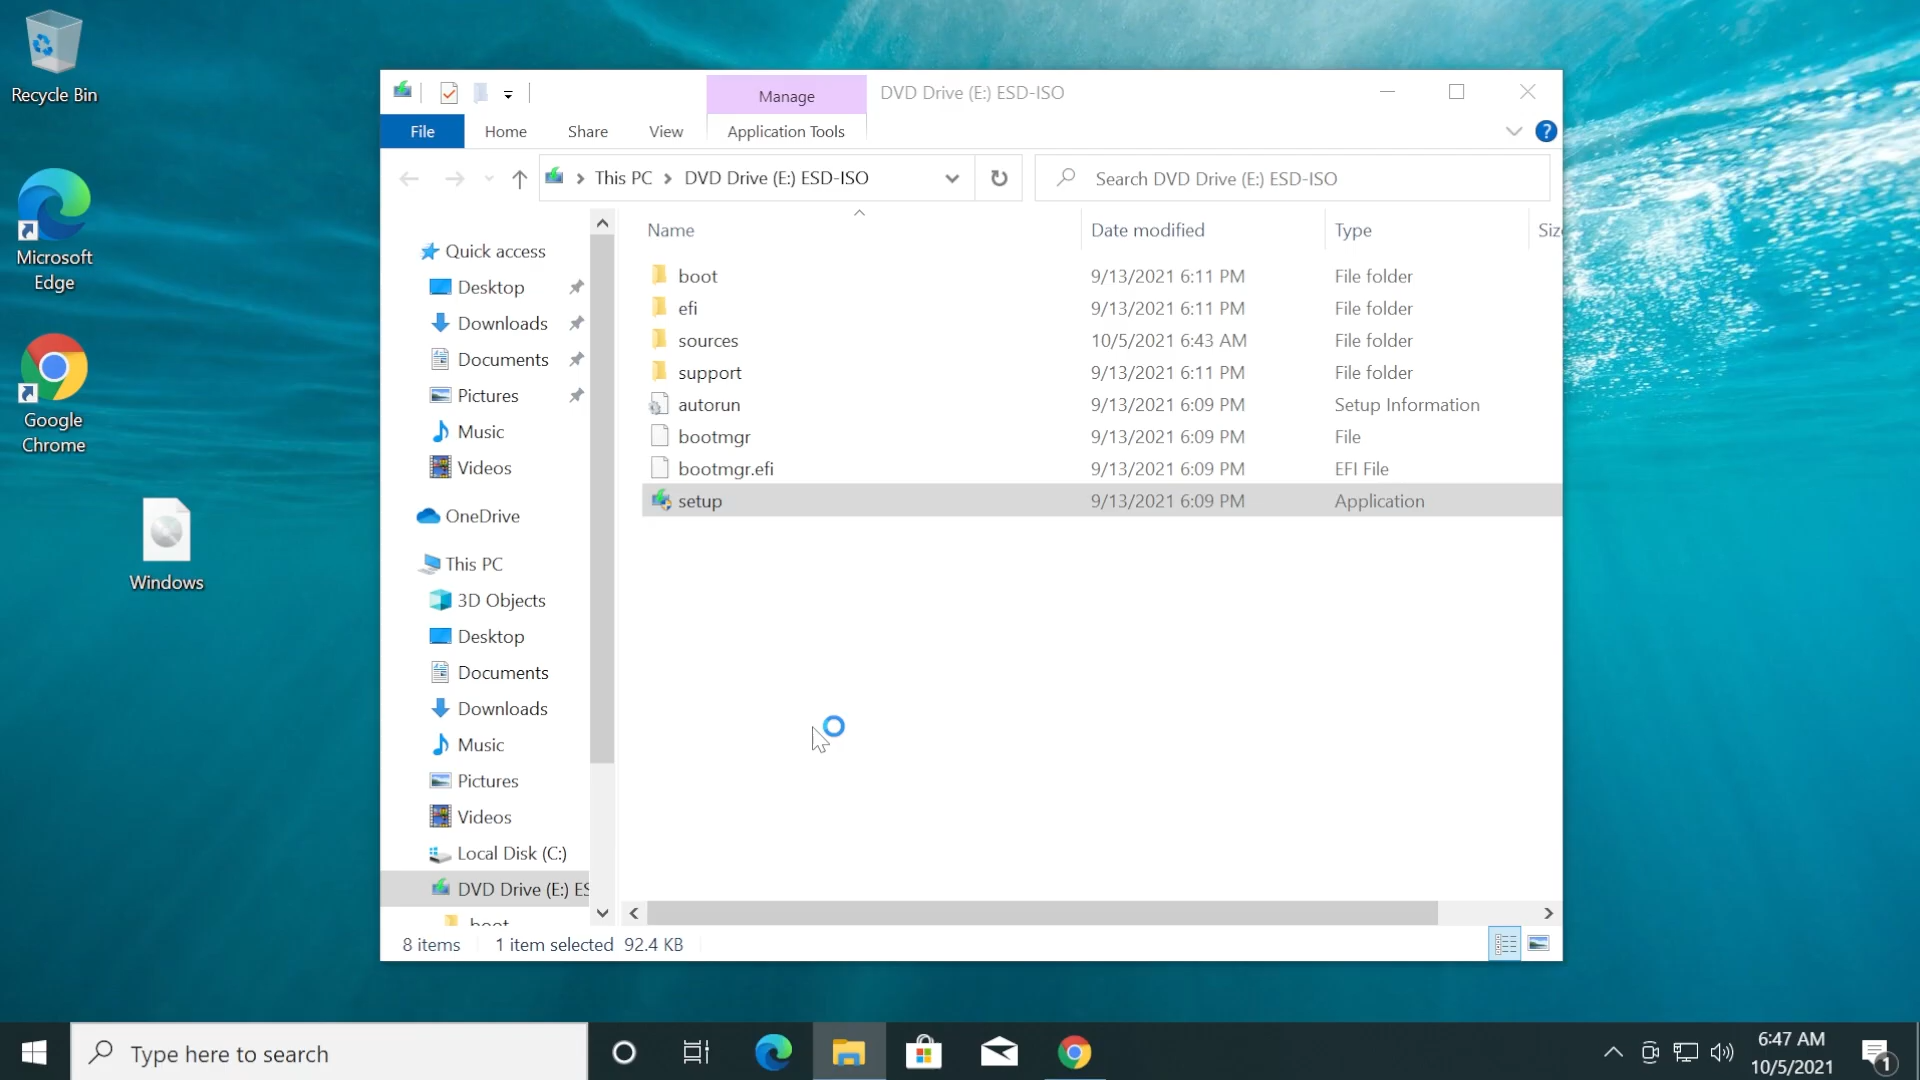 Recycle Bin
Microsoft
Edge
Google
Chrome
Windows
Manage
DVD Drive (E:) ESD-ISO
File
Home
Share
View
Application Tools
?
This PC
DVD Drive (E:) ESD-ISO
Search DVD Drive (E:) ESD-ISO
Quick access
Desktop
Downloads
Documents
Pictures
Music
Videos
OneDrive
This PC
3D Objects
Desktop
Documents
Downloads
Music
Pictures
Videos
Local Disk (C:)
DVD Drive (E:) ES
boot
Name Date modified Type Siz
boot 9/13/2021 6:11 PM File folder
efi 9/13/2021 6:11 PM File folder
sources 10/5/2021 6:43 AM File folder
support 9/13/2021 6:11 PM File folder
autorun 9/13/2021 6:09 PM Setup Information
bootmgr 9/13/2021 6:09 PM File
bootmgr.efi 9/13/2021 6:09 PM EFI File
setup 9/13/2021 6:09 PM Application
8 items 1 item selected 92.4 KB
Type here to search
6:47 AM
10/5/2021
1